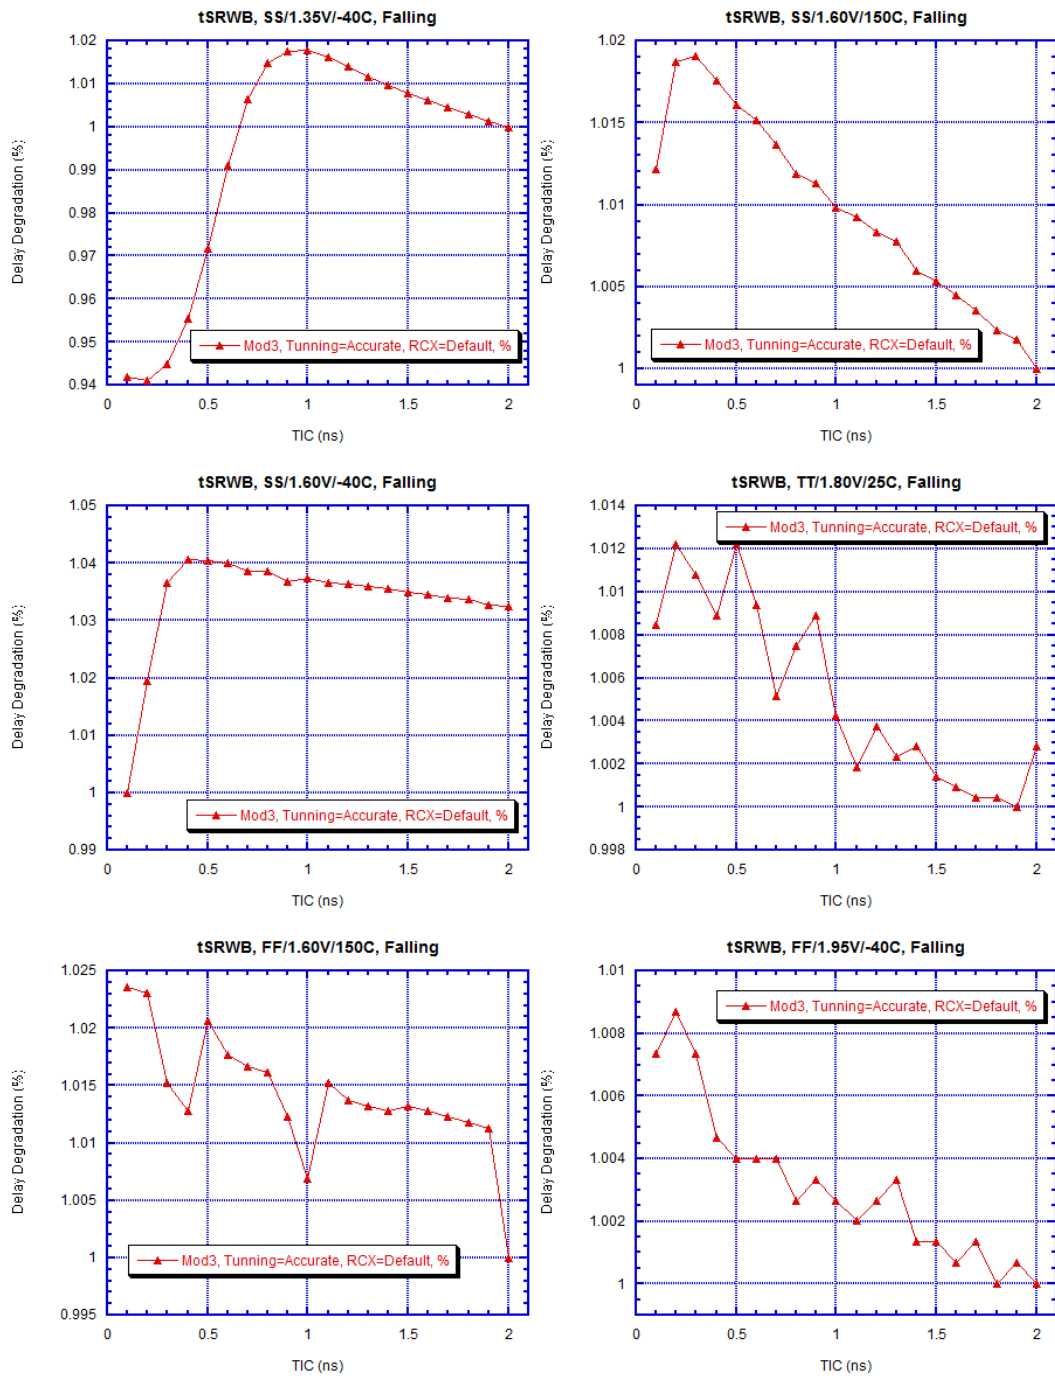 tSRWB, SS/1.35V/-40C, Falling
1.02
1.01
1
0.99
0.98
0.97
0.96
0.95
0.94
Delay Degradation (%)
Mod3, Tunning=Accurate, RCX=Default, %
0 0.5 1 1.5 2
TIC (ns)
tSRWB, SS/1.60V/150C, Falling
1.02
1.015
1.01
1.005
1
Delay Degradation (%)
Mod3, Tunning=Accurate, RCX=Default, %
0 0.5 1 1.5 2
TIC (ns)
tSRWB, SS/1.60V/-40C, Falling
1.05
1.04
1.03
1.02
1.01
1
0.99
Delay Degradation (%)
Mod3, Tunning=Accurate, RCX=Default, %
0 0.5 1 1.5 2
TIC (ns)
tSRWB, TT/1.80V/25C, Falling
1.014
1.012
1.01
1.008
1.006
1.004
1.002
1
0.998
Delay Degradation (%)
Mod3, Tunning=Accurate, RCX=Default, %
0 0.5 1 1.5 2
TIC (ns)
tSRWB, FF/1.60V/150C, Falling
1.025
1.02
1.015
1.01
1.005
1
0.995
Delay Degradation (%)
Mod3, Tunning=Accurate, RCX=Default, %
0 0.5 1 1.5 2
TIC (ns)
tSRWB, FF/1.95V/-40C, Falling
1.01
1.008
1.006
1.004
1.002
1
Delay Degradation (%)
Mod3, Tunning=Accurate, RCX=Default, %
0 0.5 1 1.5 2
TIC (ns)